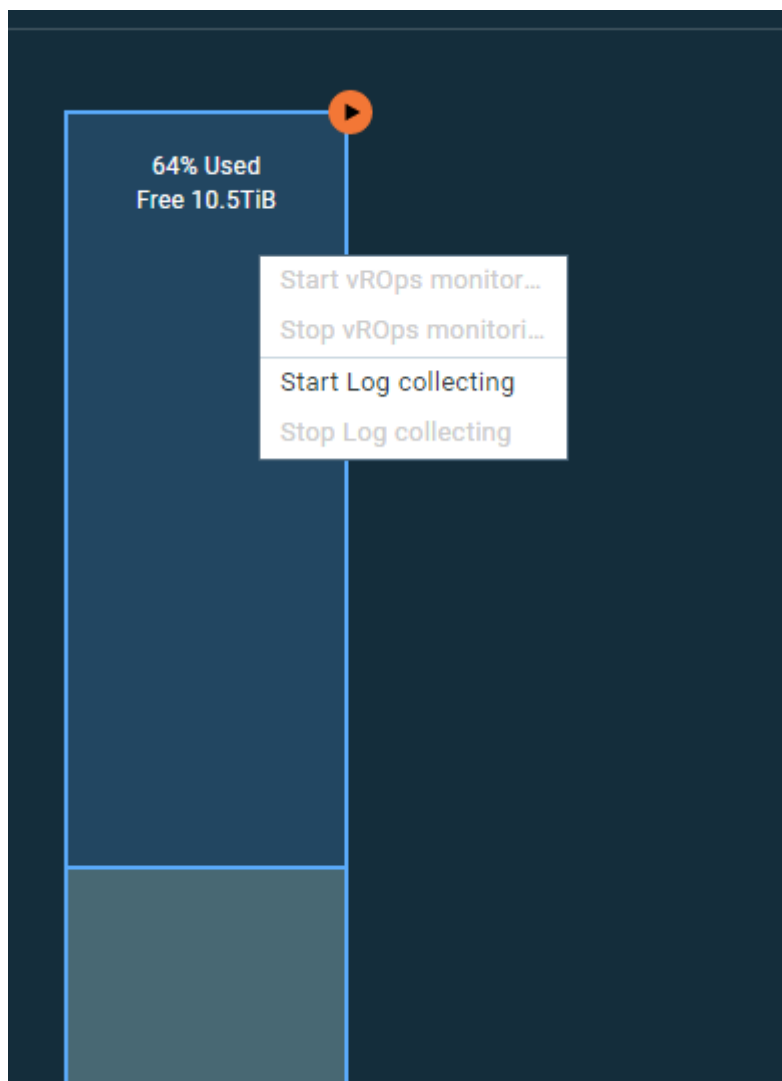 64% Used
Free 10.5TiB
Start vROps monitor...
Stop vROps monitori...
Start Log collecting
Stop Log collecting